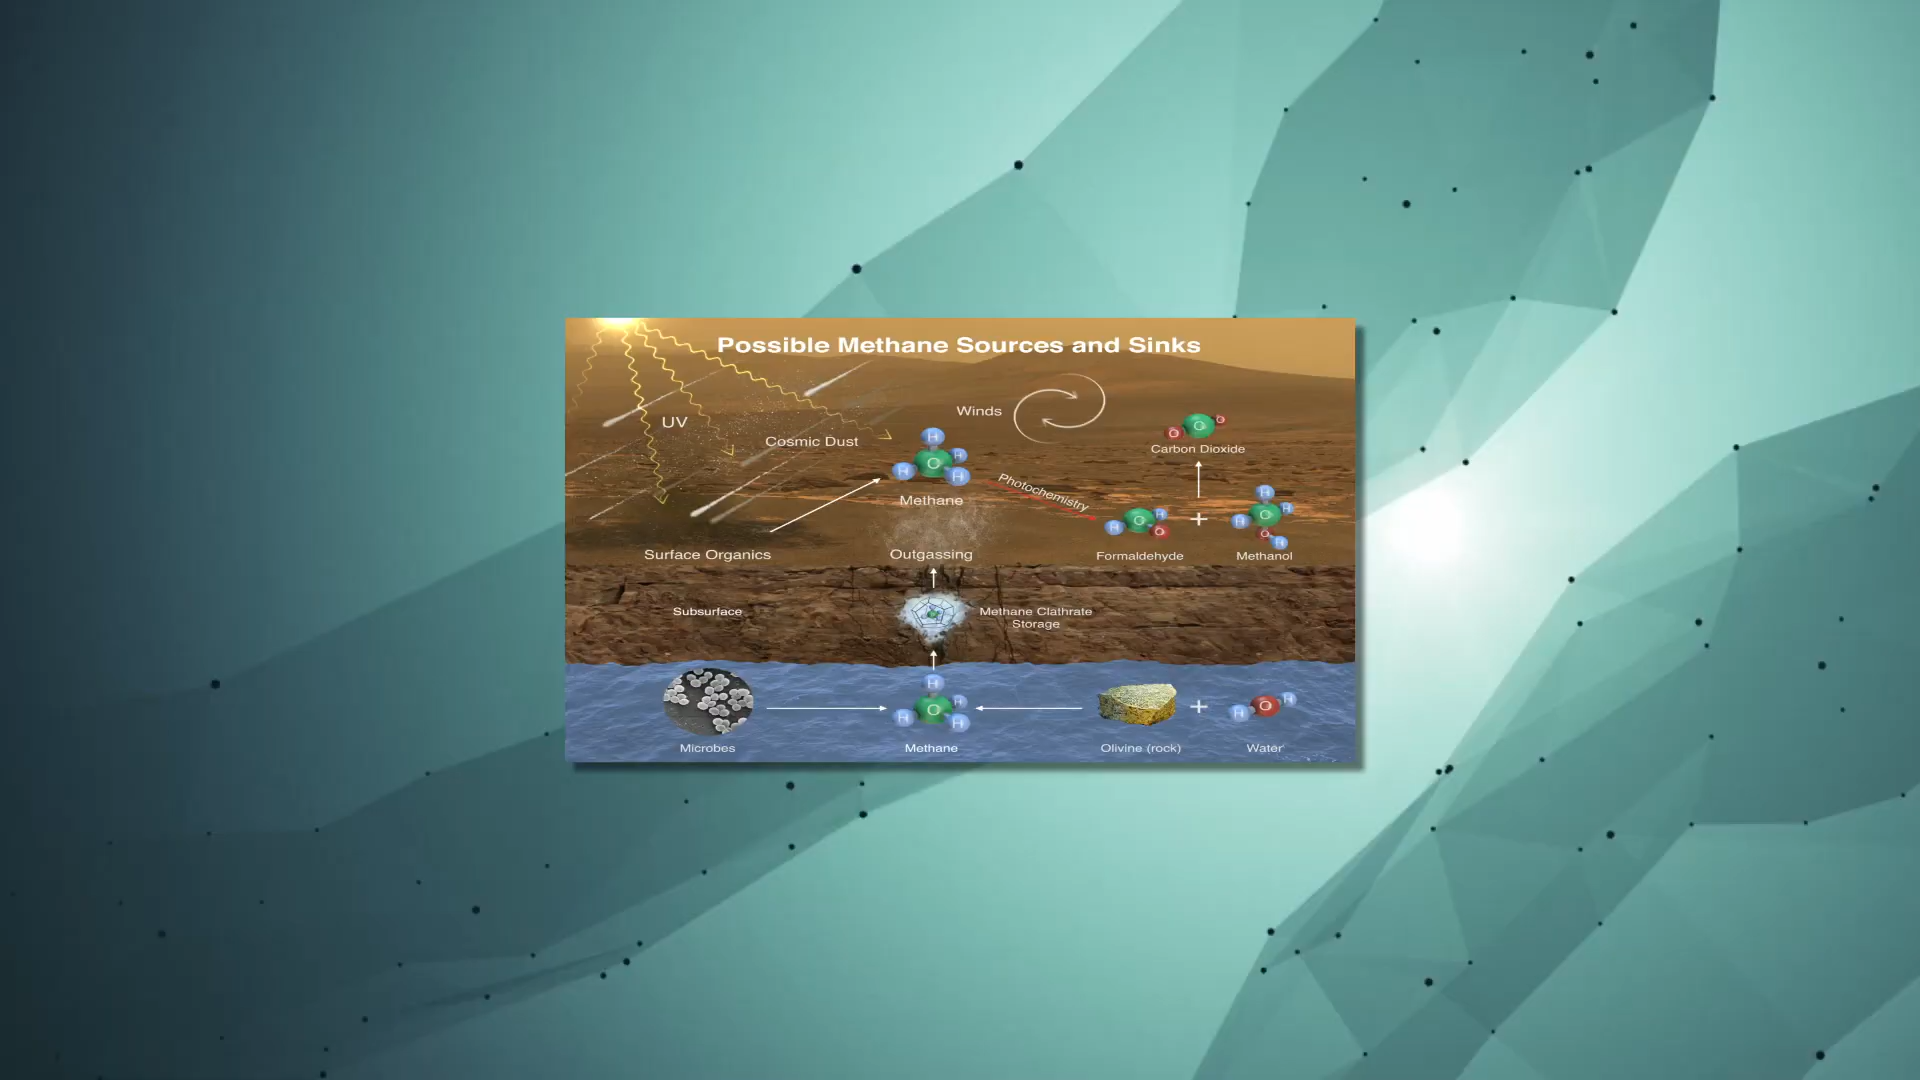 Possible Methane Sources and Sinks
Winds
UV
Cosmic Dust
Carbon Dioxide
Methane
Photochemistry
Surface Organics
Outgassing
Formaldehyde
Methanol
Subsurface
Methane Clathrate
Storage
Microbes
Methane
Olivine (rock)
Water
H
H
C
H
H
O
C
O
H
C
H
O
+
H
H
C
H
O
H
H
H
C
H
H
+
H
O
H